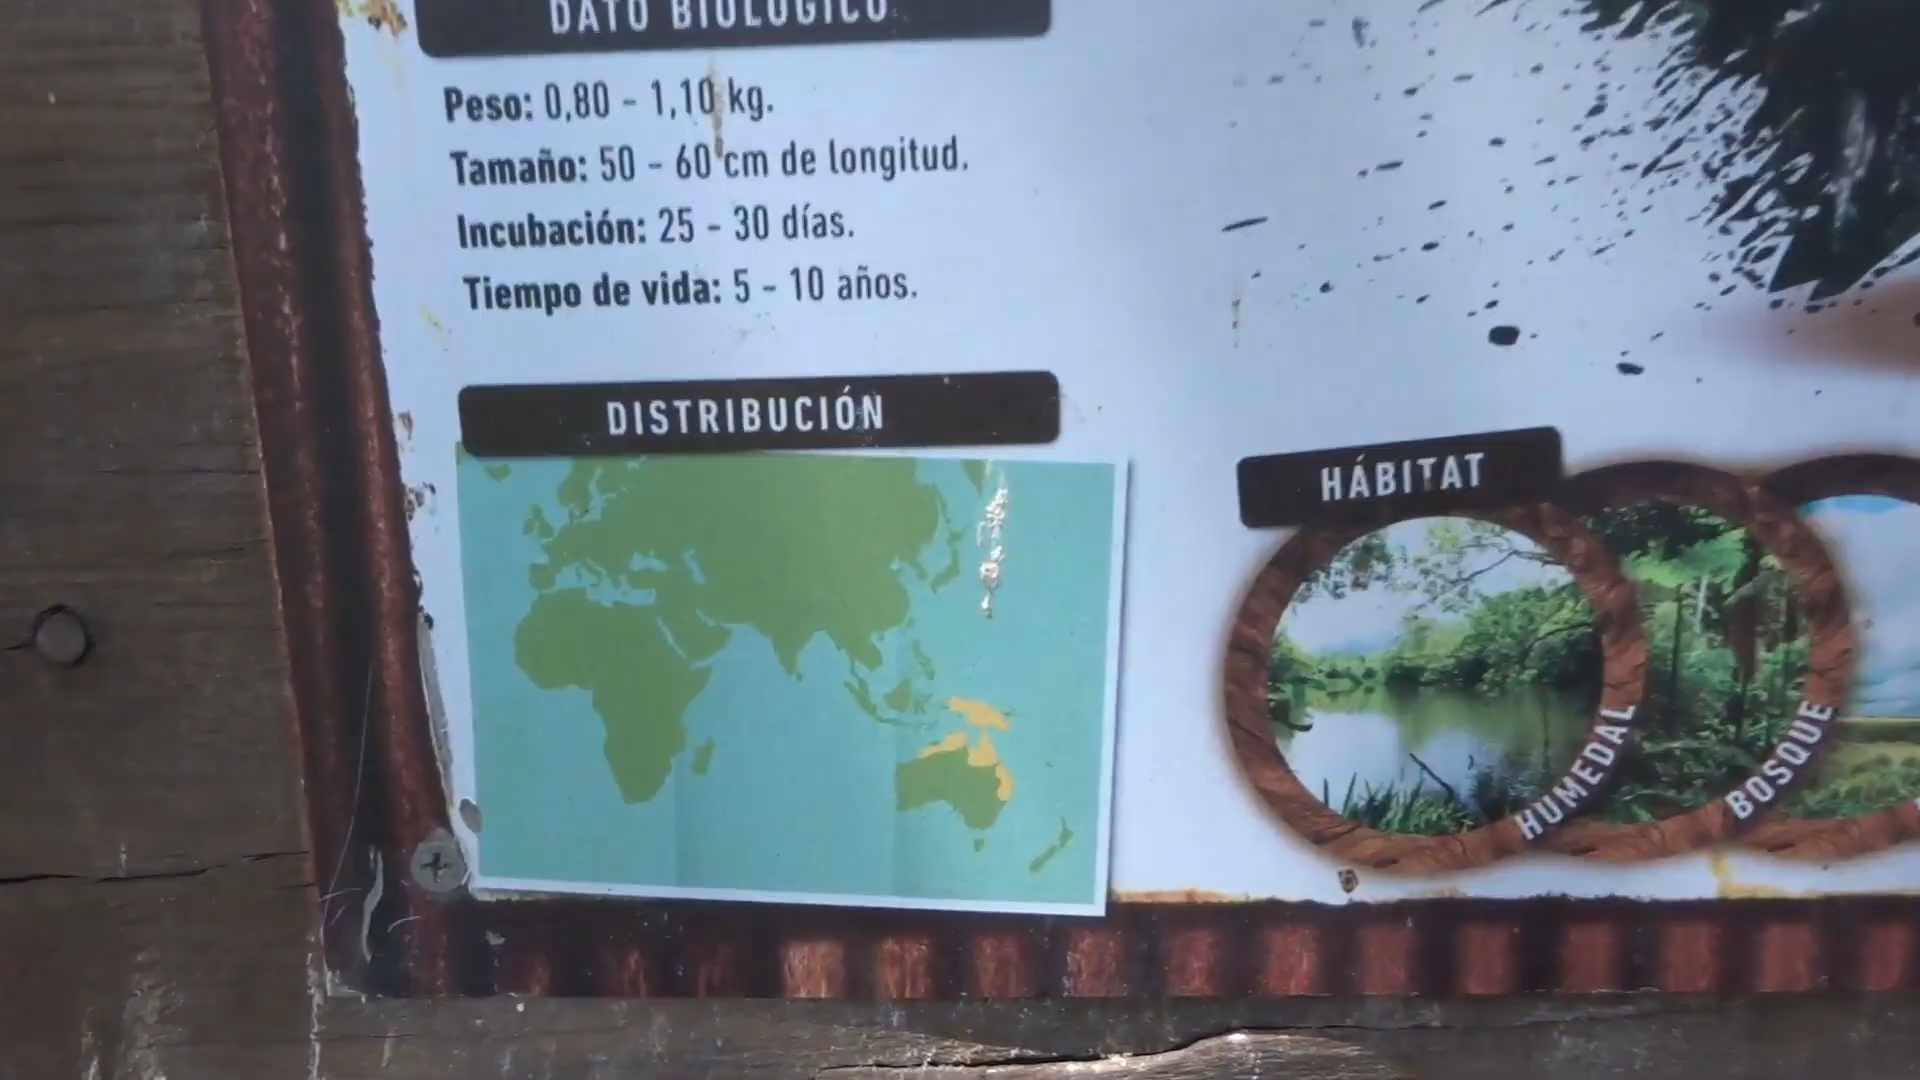 DATO BIOLÓGICO
Peso: 0,80 - 1,10 kg.
Tamaño: 50 - 60 cm de longitud.
Incubación: 25 - 30 días.
Tiempo de vida: 5 - 10 años.
DISTRIBUCIÓN
HÁBITAT
HUMEDAL
BOSQUE